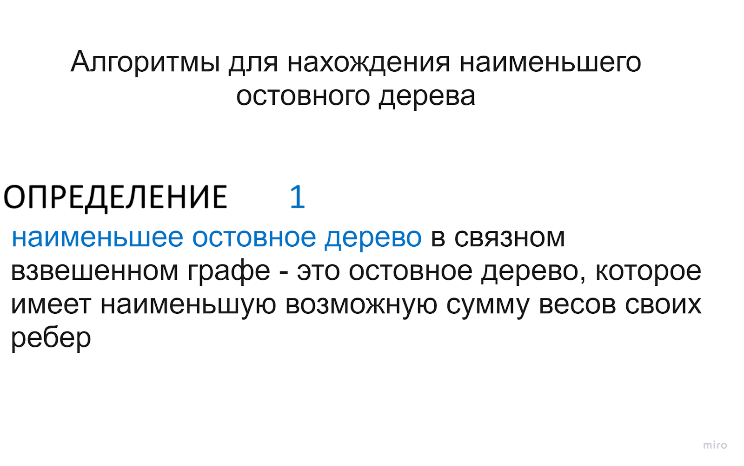 Алгоритмы для нахождения наименьшего
остовного дерева
ОПРЕДЕЛЕНИЕ 1
наименьшее остовное дерево в связном
взвешенном графе - это остовное дерево, которое
имеет наименьшую возможную сумму весов своих
ребер
miro